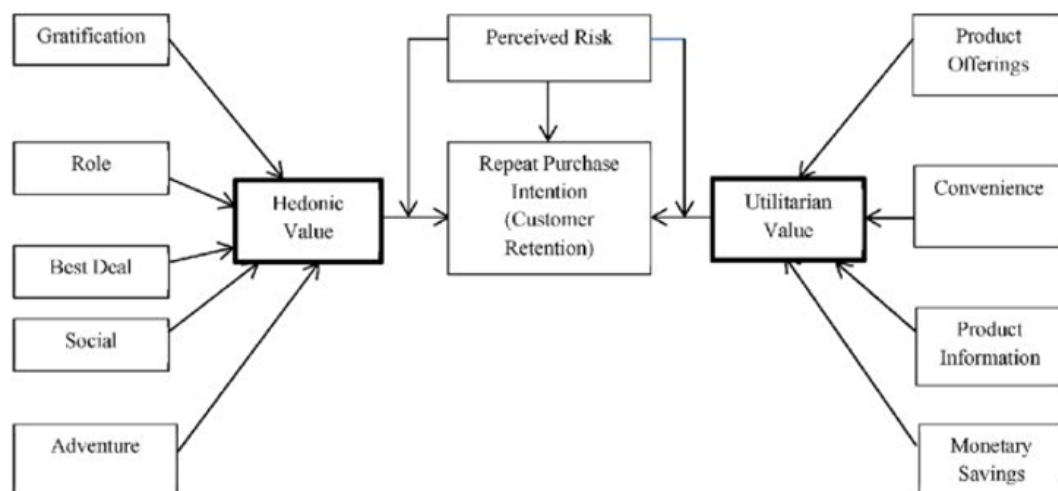 Gratification
Perceived Risk
Product
Offerings
Role
Repeat Purchase
Intention
(Customer
Retention)
Convenience
Hedonic
Value
Utilitarian
Value
Best Deal
Social
Product
Information
Adventure
Monetary
Savings